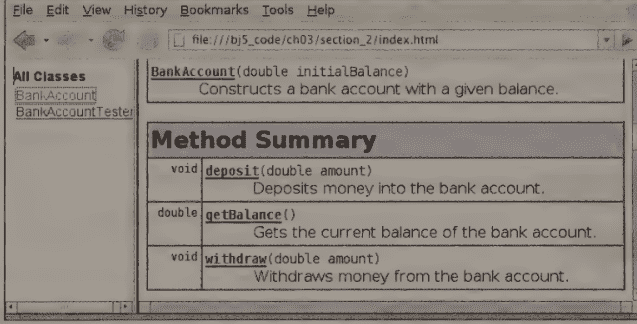 File Edit View History Bookmarks Tools Help
file:///bj5_code/ch03/section_2/index.html
All Classes
BankAccount
BankAccountTester
BankAccount(double initialBalance)
Constructs a bank account with a given balance.
Method Summary
void deposit(double amount)
Deposits money into the bank account.
double getBalance()
Gets the current balance of the bank account.
void withdraw(double amount)
Withdraws money from the bank account.